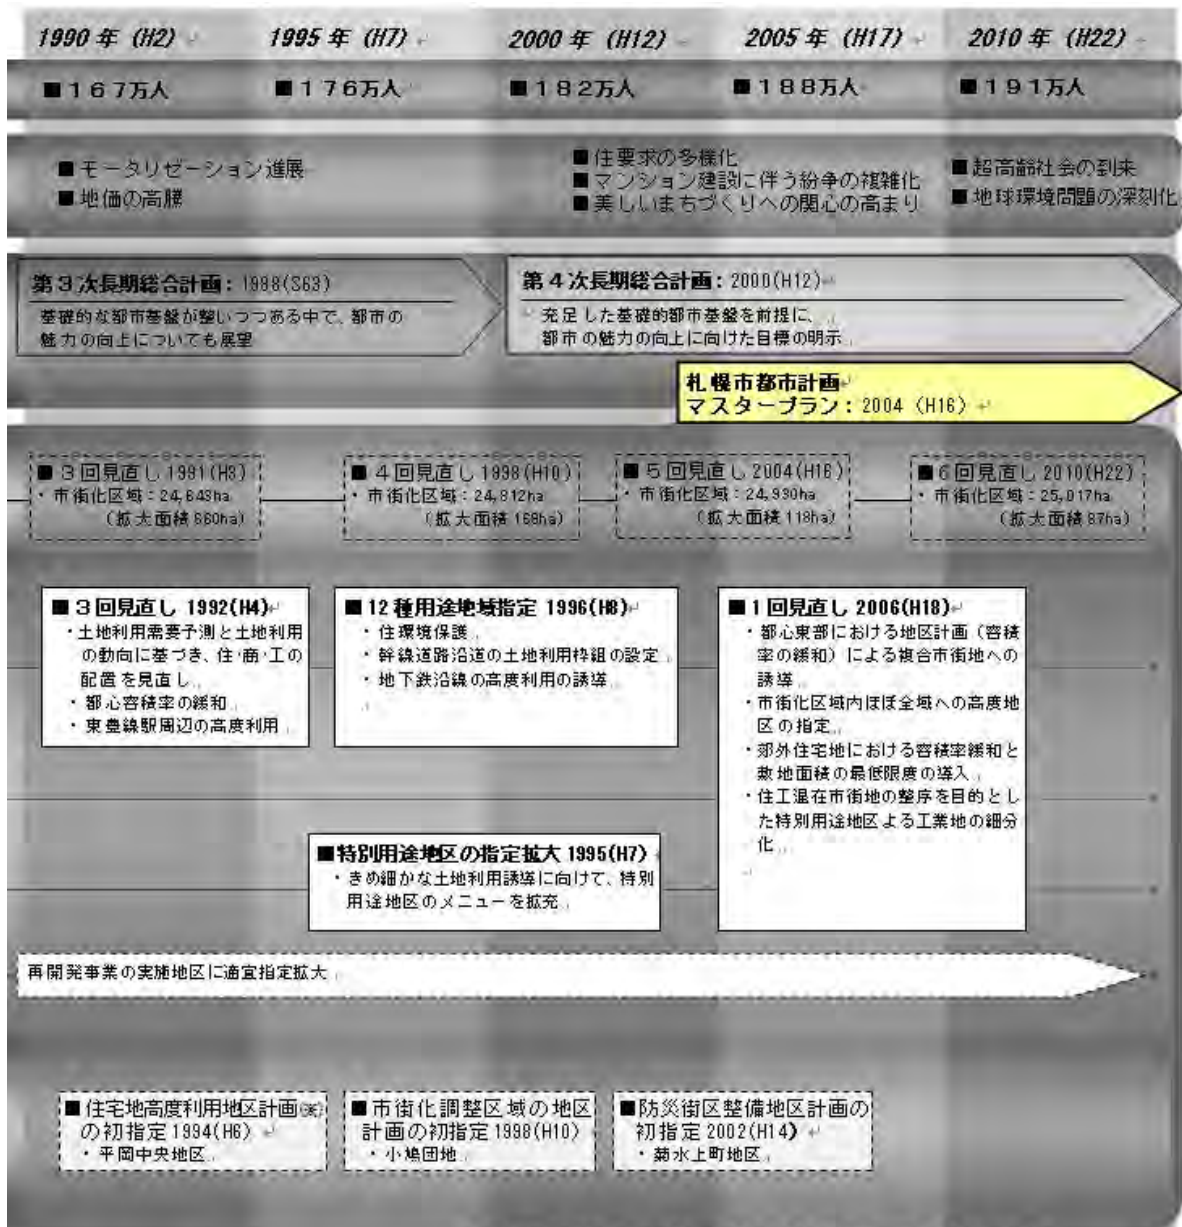 1990年 (H2)
1995年 (H7)
2000年 (H12)
2005年 (H17)
2010年 (H22)
■167万人
■176万人
■182万人
■188万人
■191万人
■モータリゼーション進展
■地価の高騰
■住要求の多様化
■マンション建設に伴う紛争の複雑化
■美しいまちづくりへの関心の高まり
■超高齢社会の到来
■地球環境問題の深刻化
第3次長期総合計画：1988(S63)
基礎的な都市基盤が整いつつある中で、都市の
魅力の向上についても展望
第4次長期総合計画：2000(H12)
充足した基礎的都市基盤を前提に、
都市の魅力の向上に向けた目標の明示
札幌市都市計画
マスタープラン：2004（H16）
■3回見直し 1991(H3)
・市街化区域：24,643ha
（拡大面積 660ha）
■4回見直し 1998(H10)
・市街化区域：24,812ha
（拡大面積 168ha）
■5回見直し 2004(H16)
・市街化区域：24,930ha
（拡大面積 118ha）
■6回見直し 2010(H22)
・市街化区域：25,017ha
（拡大面積 87ha）
■3回見直し 1992(H4)
・土地利用需要予測と土地利用
の動向に基づき、住・商・工の
配置を見直し
・都心容積率の緩和
・東豊線駅周辺の高度利用
■12種用途地域指定 1996(H8)
・住環境保護
・幹線道路沿道の土地利用枠組の設定
・地下鉄沿線の高度利用の誘導
■1回見直し 2006(H18)
・都心東部における地区計画（容積
率の緩和）による複合市街地への
誘導
・市街化区域内ほぼ全域への高度地
区の指定
・郊外住宅地における容積率緩和と
敷地面積の最低限度の導入
・住工混在市街地の整序を目的とし
た特別用途地区よる工業地の細分
化
■特別用途地区の指定拡大 1995(H7)
・きめ細かな土地利用誘導に向けて、特別
用途地区のメニューを拡充
再開発事業の実施地区に適宜指定拡大
■住宅地高度利用地区計画(※)
の初指定 1994(H6)
・平岡中央地区
■市街化調整区域の地区
計画の初指定 1998(H10)
・小鳩団地
■防災街区整備地区計画の
初指定 2002(H14)
・菊水上町地区